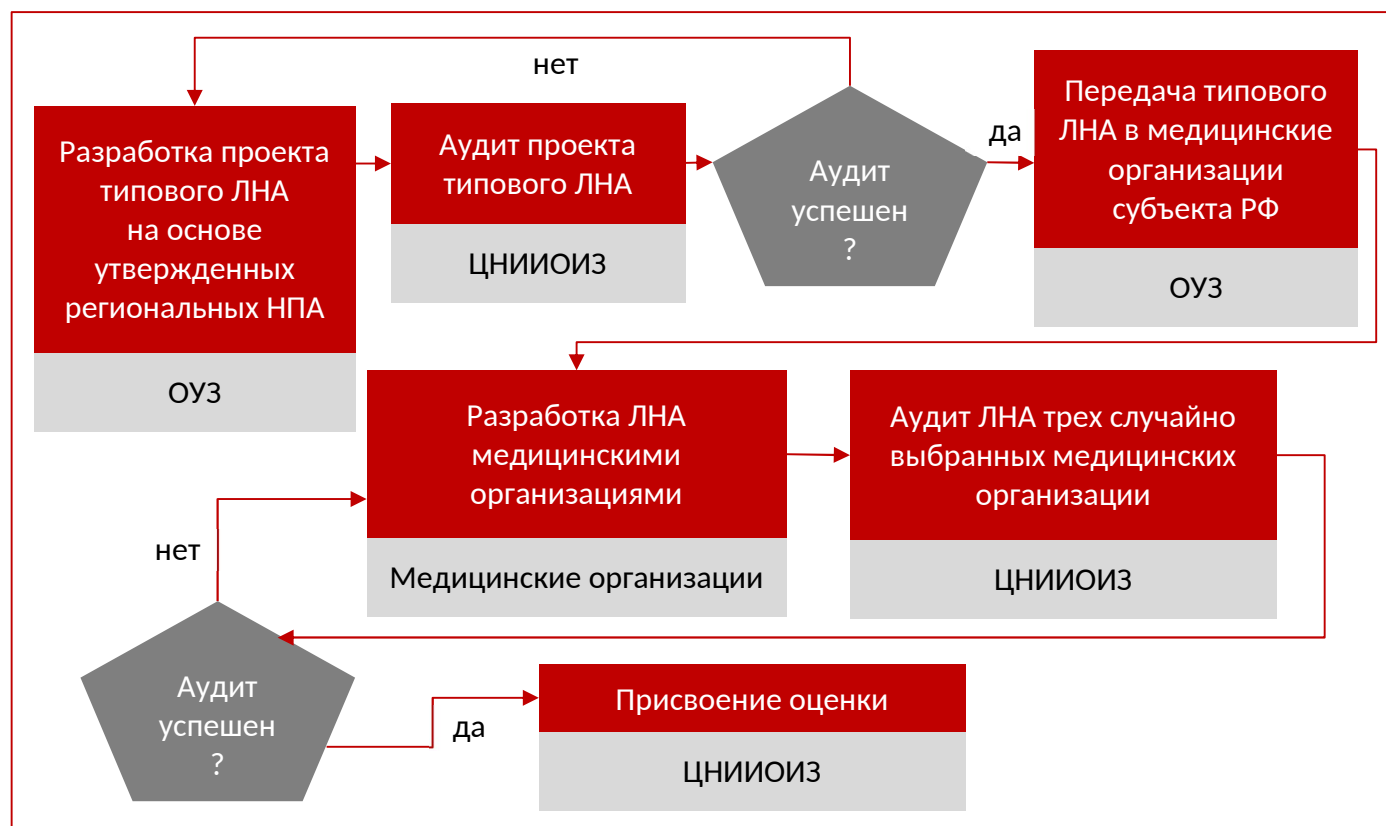 нет
Разработка проекта
типового ЛНА
на основе
утвержденных
региональных НПА
ОУЗ
Аудит проекта
типового ЛНА
ЦНИИОИЗ
Аудит
успешен
?
да
Передача типового
ЛНА в медицинские
организации
субъекта РФ
ОУЗ
Разработка ЛНА
медицинскими
организациями
Медицинские организации
Аудит ЛНА трех случайно
выбранных медицинских
организации
ЦНИИОИЗ
нет
Аудит
успешен
?
да
Присвоение оценки
ЦНИИОИЗ